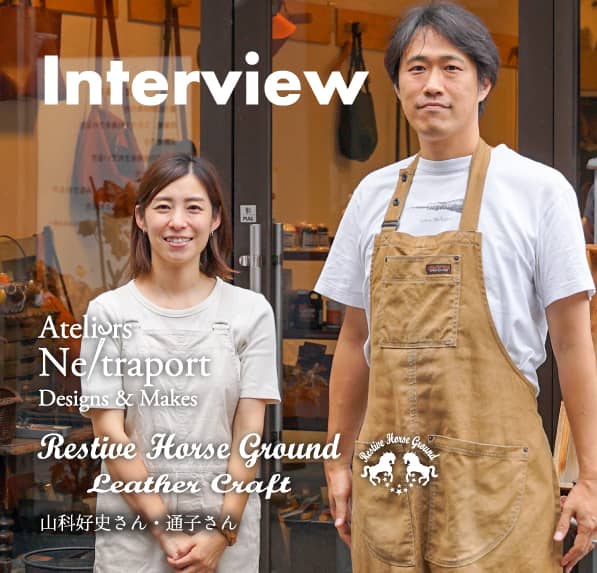 Interview
Ateliers
Ne/traport
Designs & Makes
Restive Horse Ground
Leather Craft
Restive Horse Ground
山科好史さん・通子さん